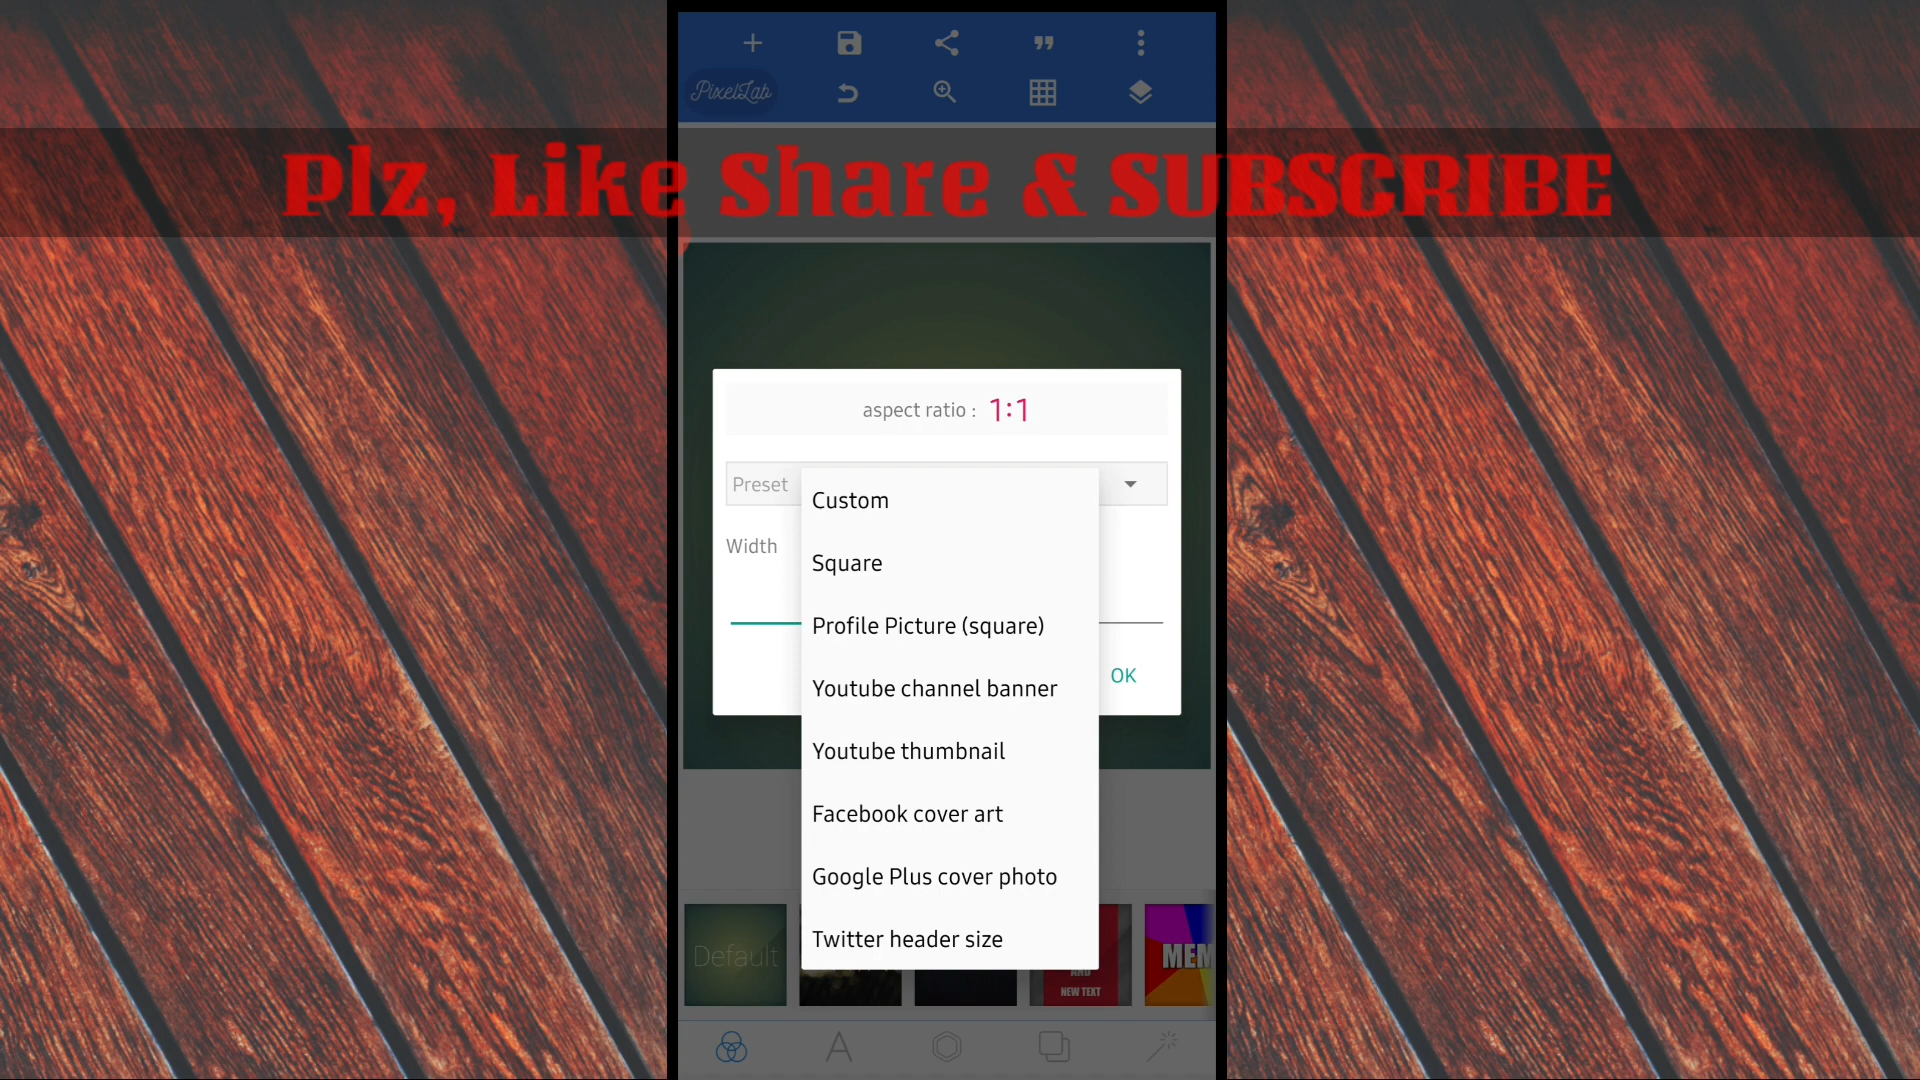 PixelLab
Plz, Like Share & SUBSCRIBE
aspect ratio : 1:1
Preset
Custom
Width
Square
Profile Picture (square)
OK
Youtube channel banner
Youtube thumbnail
Facebook cover art
Google Plus cover photo
Twitter header size
Default
AND
NEW TEXT
MEM